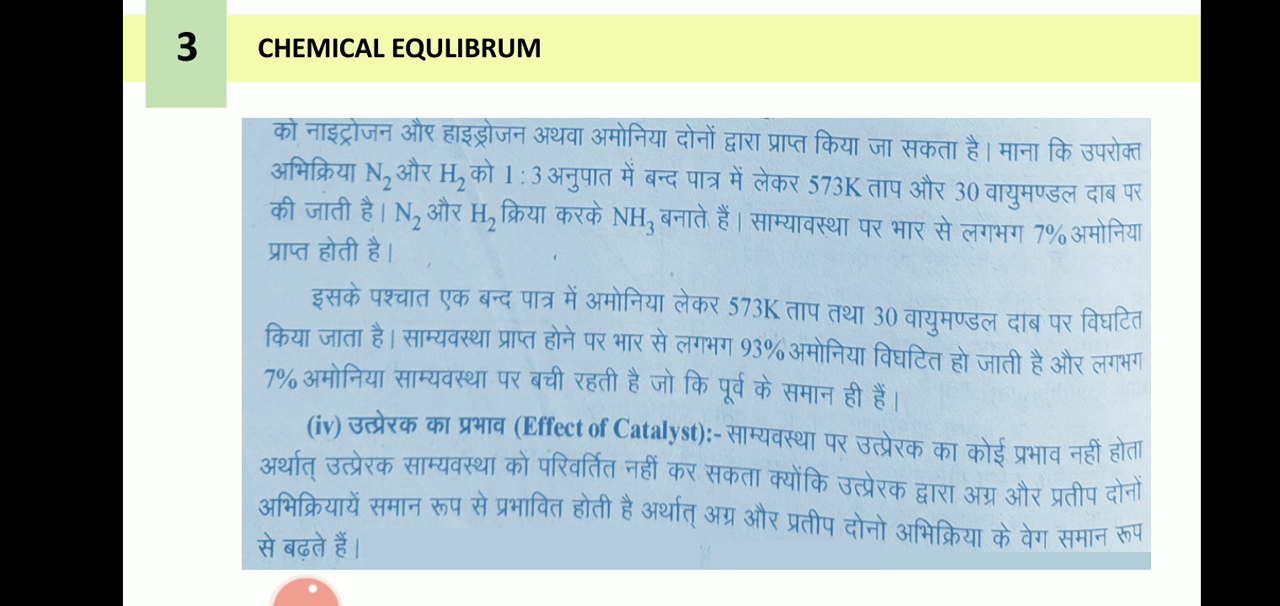 3
CHEMICAL EQULIBRUM
को नाइट्रोजन और हाइड्रोजन अथवा अमोनिया दोनों द्वारा प्राप्त किया जा सकता है। माना कि उपरोक्त
अभिक्रिया N₂ और H₂ को 1 : 3 अनुपात में बन्द पात्र में लेकर 573K ताप और 30 वायुमण्डल दाब पर
की जाती है। N₂ और H₂ क्रिया करके NH₃ बनाते हैं। साम्यावस्था पर भार से लगभग 7% अमोनिया
प्राप्त होती है।
इसके पश्चात एक बन्द पात्र में अमोनिया लेकर 573K ताप तथा 30 वायुमण्डल दाब पर विघटित
किया जाता है। साम्यवस्था प्राप्त होने पर भार से लगभग 93% अमोनिया विघटित हो जाती है और लगभग
7% अमोनिया साम्यवस्था पर बची रहती है जो कि पूर्व के समान ही हैं।
(iv) उत्प्रेरक का प्रभाव (Effect of Catalyst):- साम्यवस्था पर उत्प्रेरक का कोई प्रभाव नहीं होता
अर्थात् उत्प्रेरक साम्यवस्था को परिवर्तित नहीं कर सकता क्योंकि उत्प्रेरक द्वारा अग्र और प्रतीप दोनों
अभिक्रियायें समान रूप से प्रभावित होती है अर्थात् अग्र और प्रतीप दोनो अभिक्रिया के वेग समान रूप
से बढ़ते हैं।